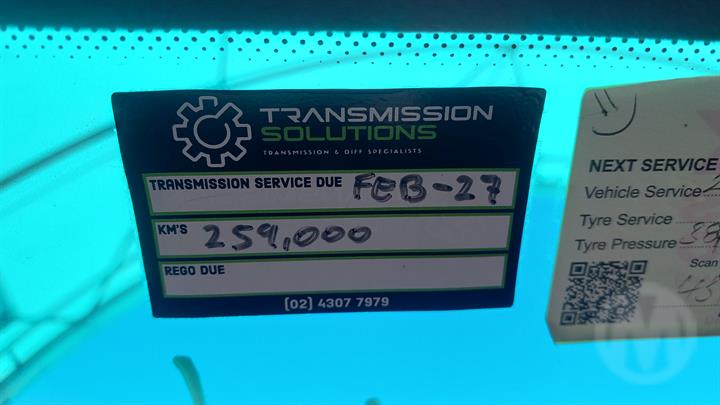 TRANSMISSION
SOLUTIONS
TRANSMISSION & DIFF SPECIALISTS
TRANSMISSION SERVICE DUE FEB-27
KM'S 259,000
REGO DUE
(02) 4307 7979
NEXT SERVICE
Vehicle Service
Tyre Service
Tyre Pressure 38
Scan
M